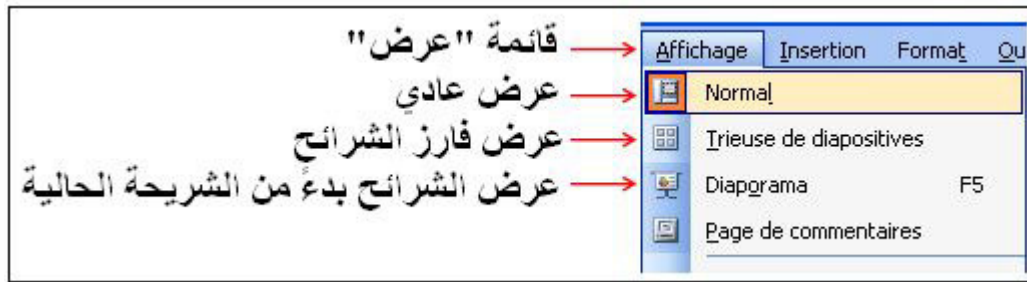 قائمة "عرض"
Affichage Insertion Format Ou
عرض عادي
Normal
عرض فارز الشرائح
Trieuse de diapositives
عرض الشرائح بدءً من الشريحة الحالية
Diaporama F5
Page de commentaires